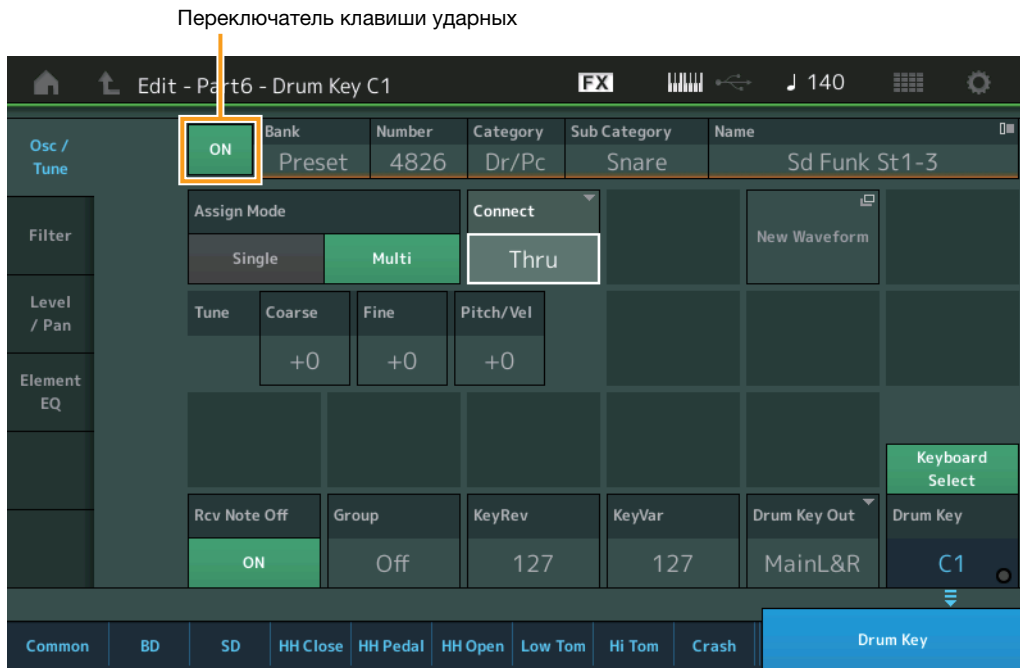 Переключатель клавиши ударных
Edit - Part6 - Drum Key C1
FX
♩ 140
Osc /
Tune
ON
Bank
Preset
Number
4826
Category
Dr/Pc
Sub Category
Snare
Name
Sd Funk St1-3
Filter
Assign Mode
Single
Multi
Connect
Thru
New Waveform
Level
/ Pan
Tune
Coarse
+0
Fine
+0
Pitch/Vel
+0
Element
EQ
Keyboard
Select
Rcv Note Off
ON
Group
Off
KeyRev
127
KeyVar
127
Drum Key Out
MainL&R
Drum Key
C1
Common
BD
SD
HH Close
HH Pedal
HH Open
Low Tom
Hi Tom
Crash
Drum Key